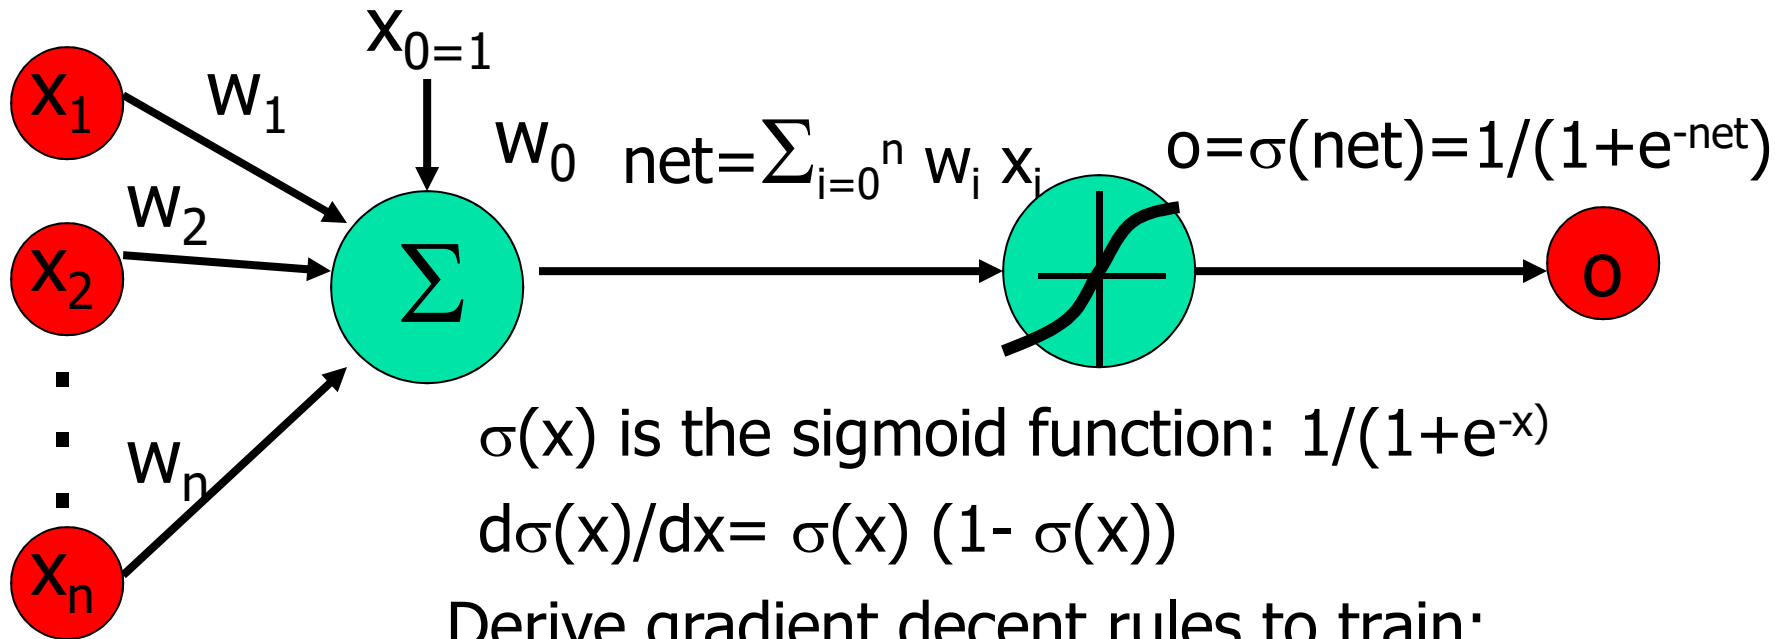 x0=1
x1
w1
w0
net=∑i=0n wi xi
o=σ(net)=1/(1+e-net)
w2
x2
Σ
o
wn
xn
σ(x) is the sigmoid function: 1/(1+e-x)
dσ(x)/dx= σ(x) (1- σ(x))
Derive gradient decent rules to train: